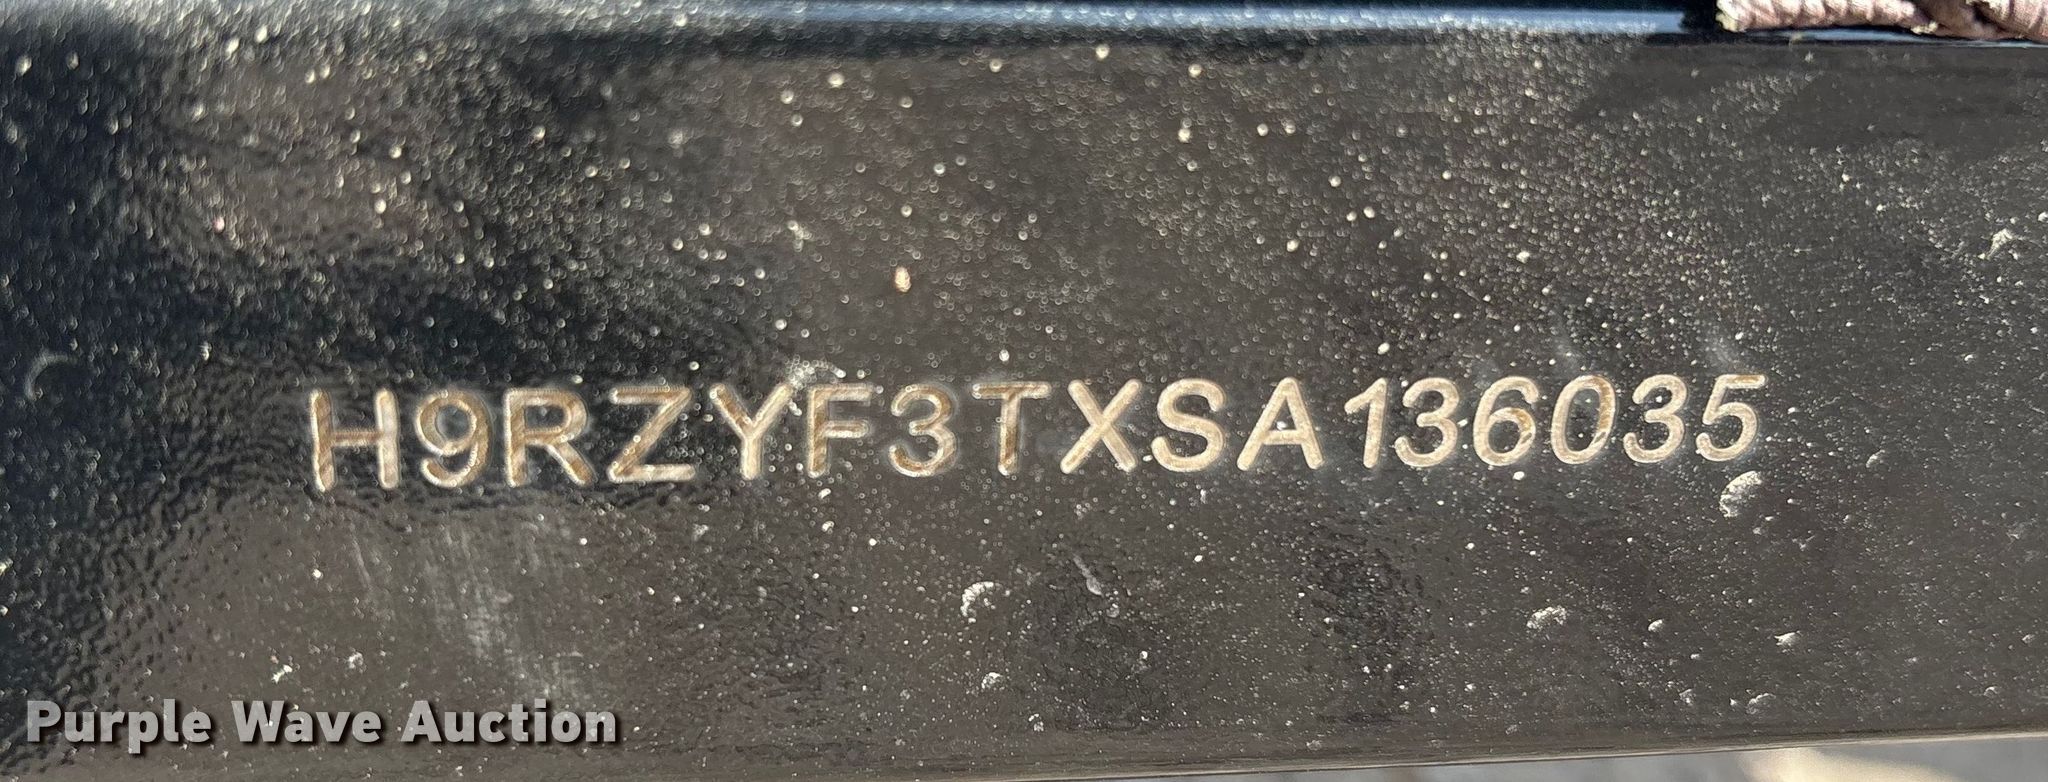 H9RZYF3TXSA136035
Purple Wave Auction